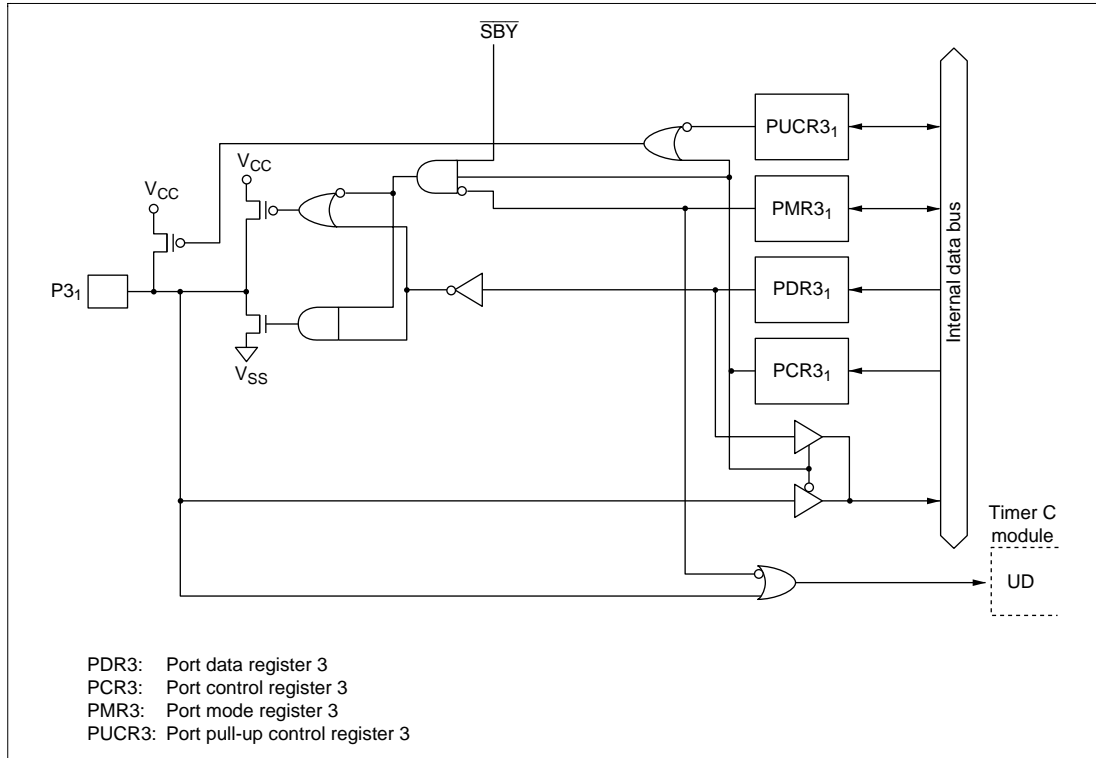 SBY
PUCR3₁
V_CC
V_CC
PMR3₁
Internal data bus
P3₁
PDR3₁
V_SS
PCR3₁
Timer C
module
UD
PDR3: Port data register 3
PCR3: Port control register 3
PMR3: Port mode register 3
PUCR3: Port pull-up control register 3